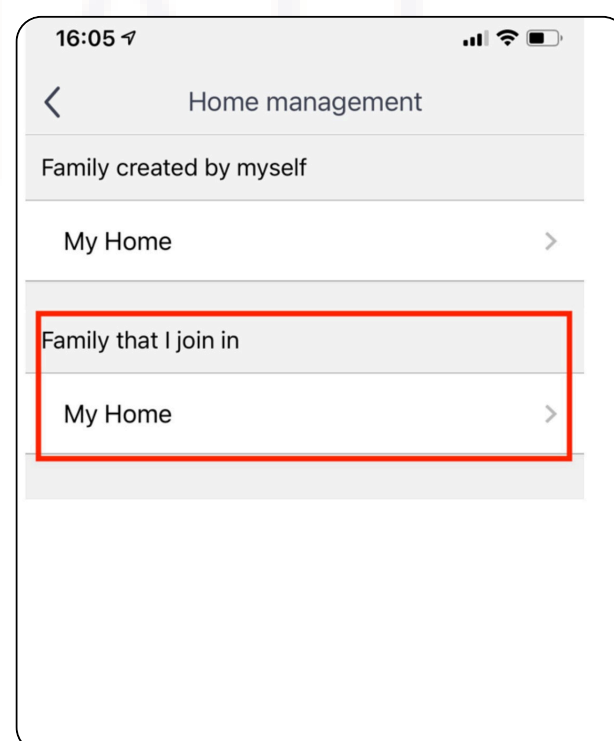 16:05
Home management
Family created by myself
My Home
Family that I join in
My Home